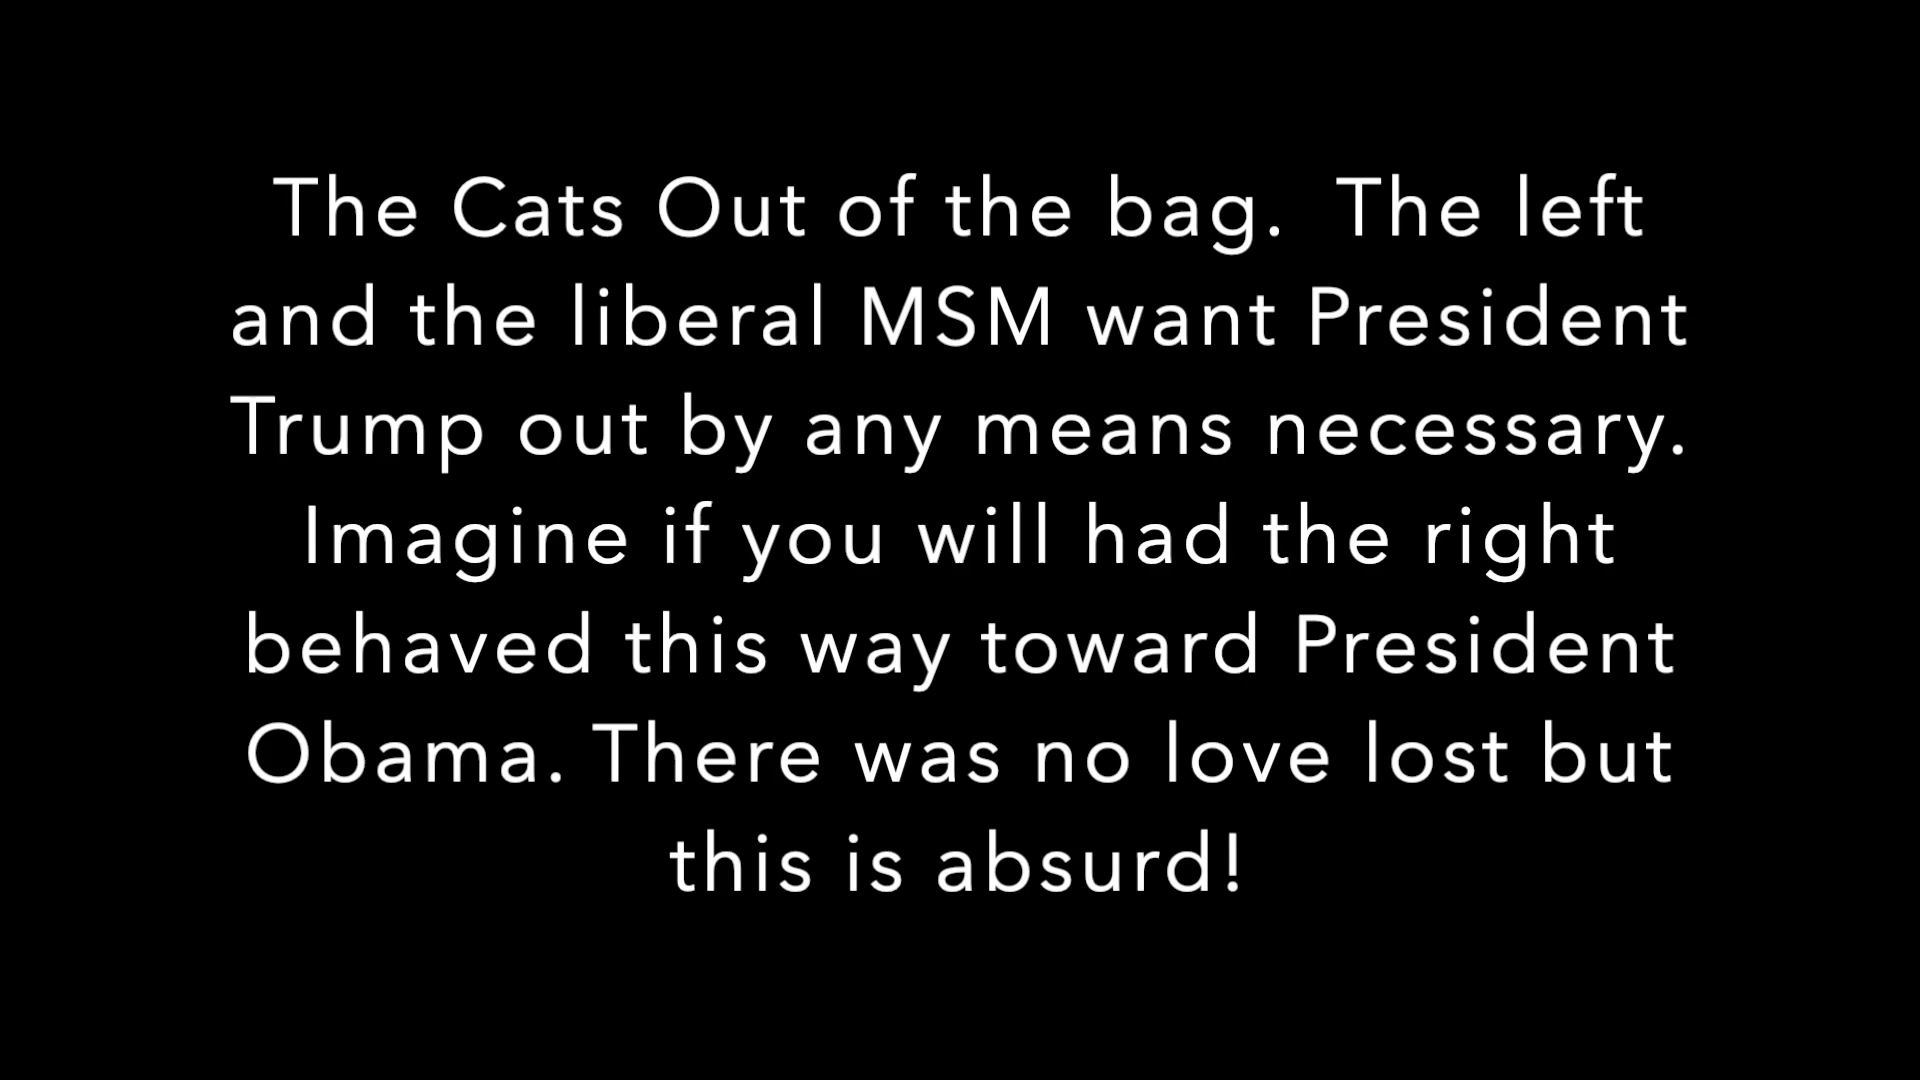 The Cats Out of the bag.  The left
and the liberal MSM want President
Trump out by any means necessary.
Imagine if you will had the right
behaved this way toward President
Obama. There was no love lost but
this is absurd!